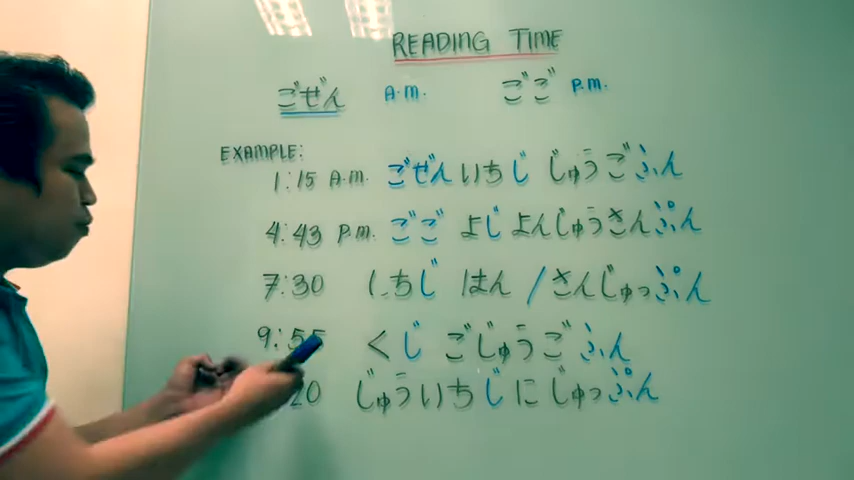 READING TIME
ごぜん A.M. ごご P.M.
EXAMPLE:
1:15 A.M. ごぜんいちじ じゅうごふん
4:43 P.M. ごご よじ よんじゅうさんぷん
7:30 しちじ はん / さんじゅっぷん
9:55 くじ ごじゅうごふん
20 じゅういちじ にじゅっぷん